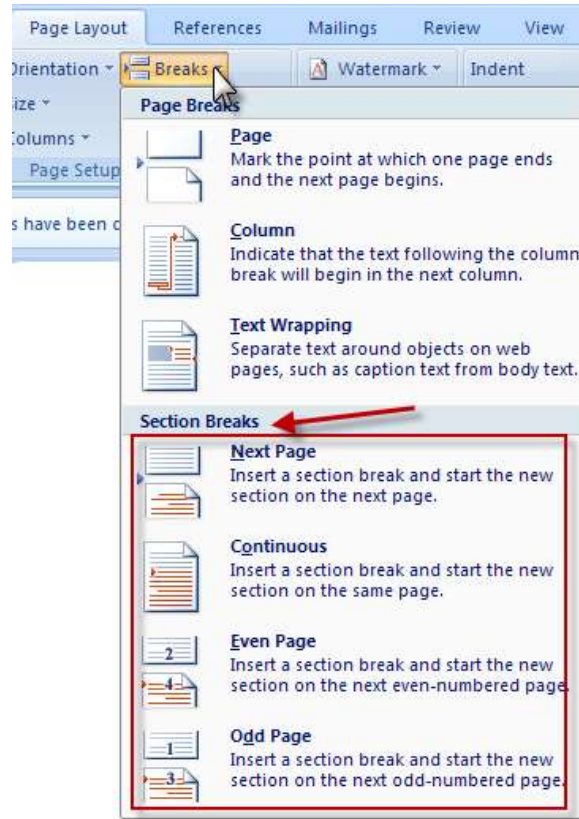 Page Layout References Mailings Review View
Orientation Breaks Watermark Indent
ize
Columns
Page Setup
Page Breaks
s have been c
Page
Mark the point at which one page ends
and the next page begins.
Column
Indicate that the text following the column
break will begin in the next column.
Text Wrapping
Separate text around objects on web
pages, such as caption text from body text.
Section Breaks
Next Page
Insert a section break and start the new
section on the next page.
Continuous
Insert a section break and start the new
section on the same page.
2
4
Even Page
Insert a section break and start the new
section on the next even-numbered page.
1
3
Odd Page
Insert a section break and start the new
section on the next odd-numbered page.